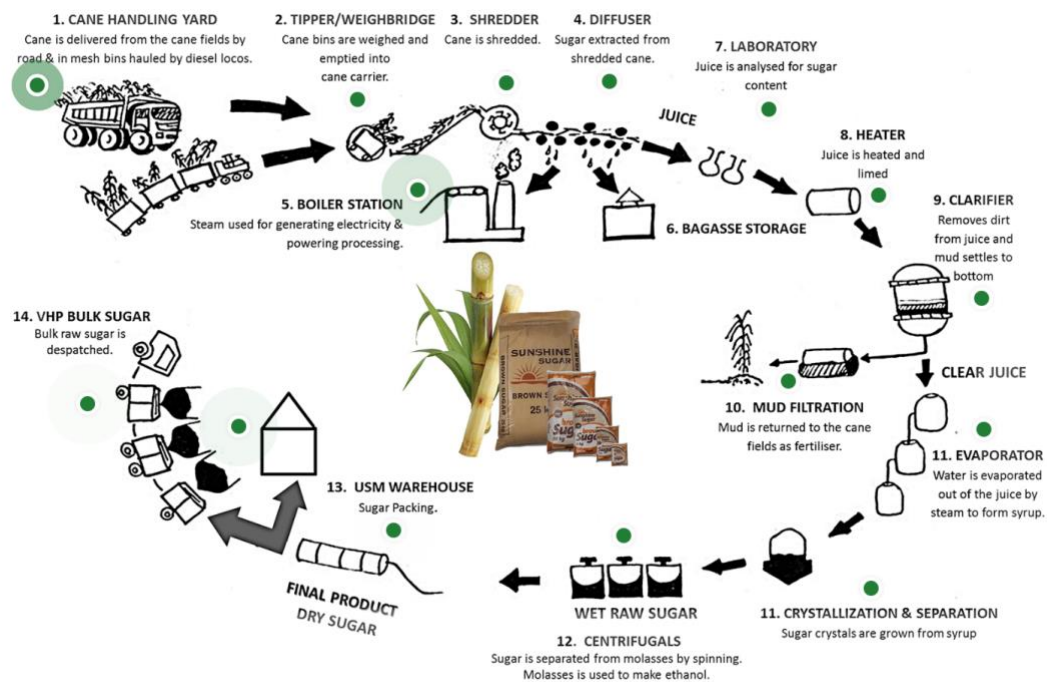 1. CANE HANDLING YARD
Cane is delivered from the cane fields by
road & in mesh bins hauled by diesel locos.
2. TIPPER/WEIGHBRIDGE
Cane bins are weighed and
emptied into
cane carrier.
3. SHREDDER
Cane is shredded.
4. DIFFUSER
Sugar extracted from
shredded cane.
JUICE
7. LABORATORY
Juice is analysed for sugar
content
8. HEATER
Juice is heated and
limed
5. BOILER STATION
Steam used for generating electricity &
powering processing.
6. BAGASSE STORAGE
9. CLARIFIER
Removes dirt
from juice and
mud settles to
bottom
CLEAR JUICE
10. MUD FILTRATION
Mud is returned to the cane
fields as fertiliser.
11. EVAPORATOR
Water is evaporated
out of the juice by
steam to form syrup.
11. CRYSTALLIZATION & SEPARATION
Sugar crystals are grown from syrup
WET RAW SUGAR
12. CENTRIFUGALS
Sugar is separated from molasses by spinning.
Molasses is used to make ethanol.
FINAL PRODUCT
DRY SUGAR
13. USM WAREHOUSE
Sugar Packing.
14. VHP BULK SUGAR
Bulk raw sugar is
despatched.
SUNSHINE
SUGAR
BROWN
25